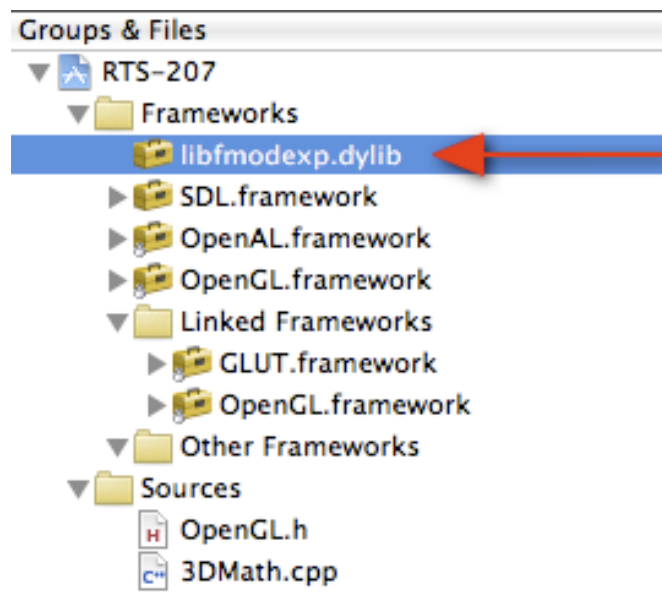 Groups & Files
RTS-207
Frameworks
libfmodexp.dylib
SDL.framework
OpenAL.framework
OpenGL.framework
Linked Frameworks
GLUT.framework
OpenGL.framework
Other Frameworks
Sources
H OpenGL.h
C++ 3DMath.cpp